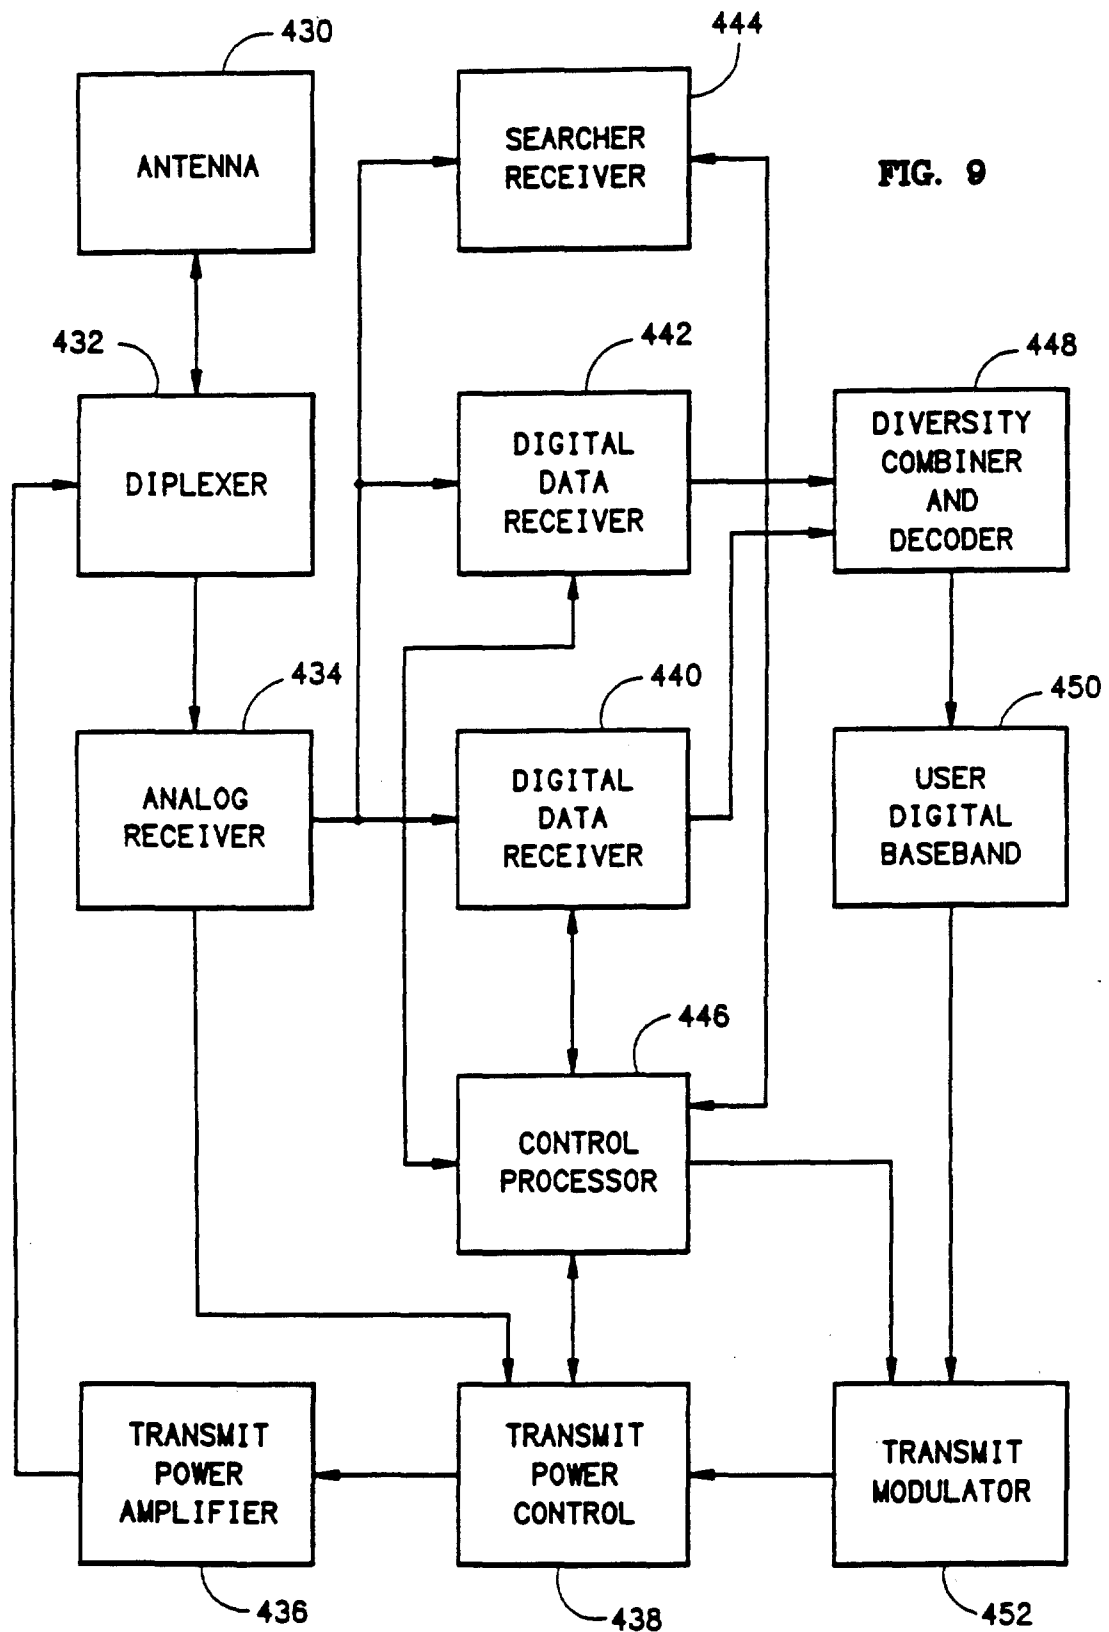 430
444
ANTENNA
SEARCHER
RECEIVER
FIG. 9
432
442
448
DIPLEXER
DIGITAL
DATA
RECEIVER
DIVERSITY
COMBINER
AND
DECODER
434
440
450
ANALOG
RECEIVER
DIGITAL
DATA
RECEIVER
USER
DIGITAL
BASEBAND
446
CONTROL
PROCESSOR
TRANSMIT
POWER
AMPLIFIER
TRANSMIT
POWER
CONTROL
TRANSMIT
MODULATOR
436
438
452